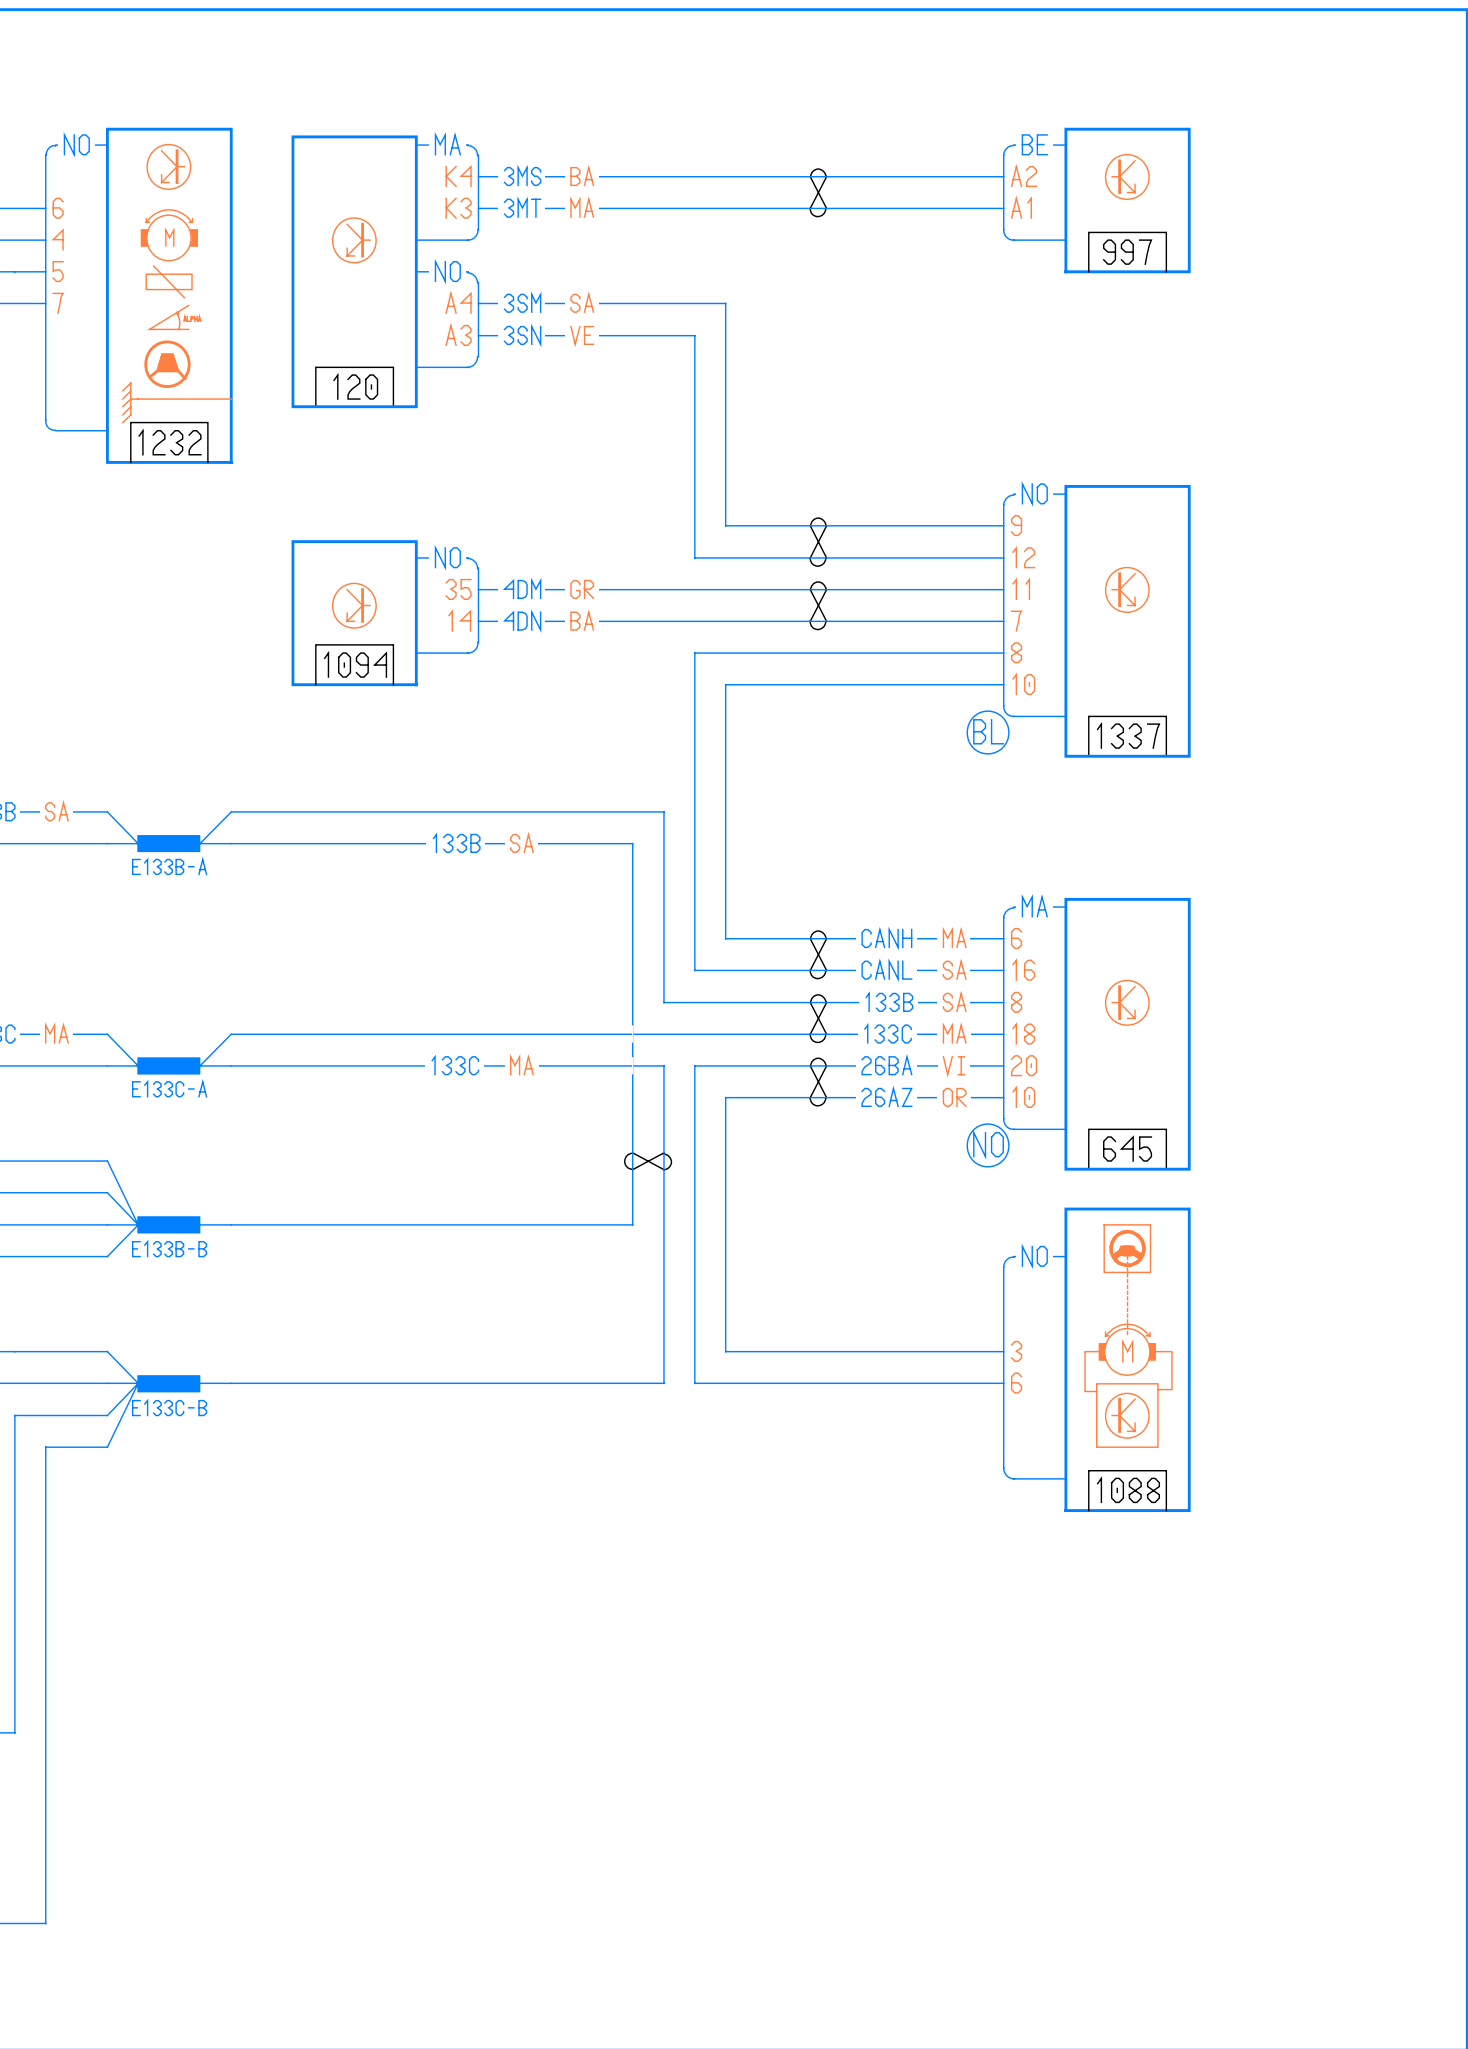 NO
6
4
5
7
M
ALPHA
1232
MA
K4 3MS BA
K3 3MT MA
NO
A4 3SM SA
A3 3SN VE
120
BE
A2
A1
997
NO
35 4DM GR
14 4DN BA
1094
NO
9
12
11
7
8
10
BL
1337
B SA
E133B-A
133B SA
C MA
E133C-A
133C MA
E133B-B
E133C-B
MA
CANH MA 6
CANL SA 16
133B SA 8
133C MA 18
26BA VI 20
26AZ OR 10
NO
645
NO
3
6
M
1088